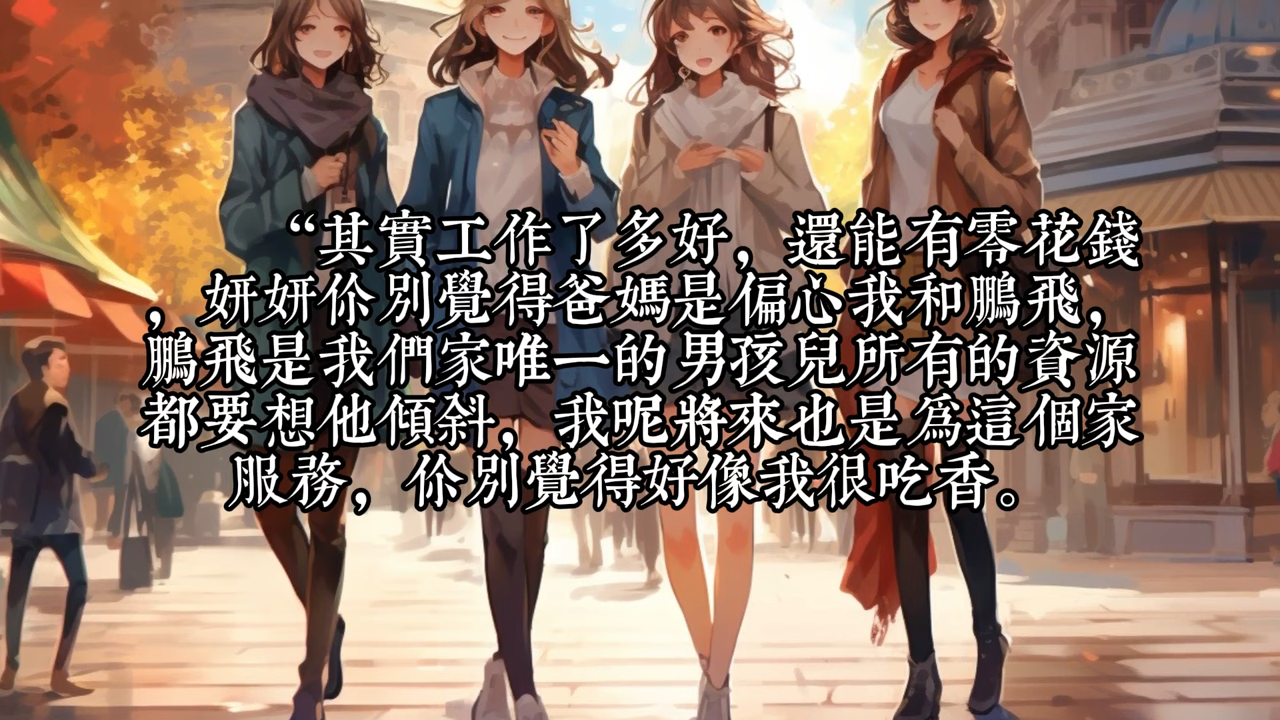 “其實工作了多好，還能有零花錢
，妍妍你別覺得爸媽是偏心我和鵬飛，
鵬飛是我們家唯一的男孩兒所有的資源
都要想他傾斜，我呢將來也是爲這個家
服務，你別覺得好像我很吃香。